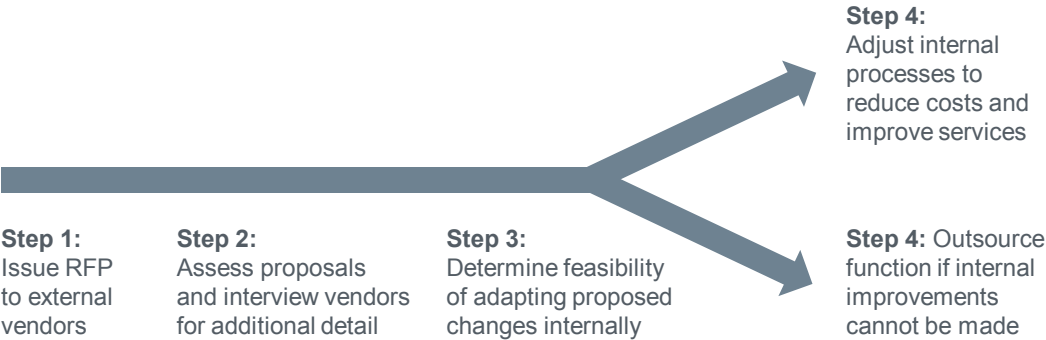 Step 4:
Adjust internal
processes to
reduce costs and
improve services
Step 1:
Issue RFP
to external
vendors
Step 2:
Assess proposals
and interview vendors
for additional detail
Step 3:
Determine feasibility
of adapting proposed
changes internally
Step 4: Outsource
function if internal
improvements
cannot be made